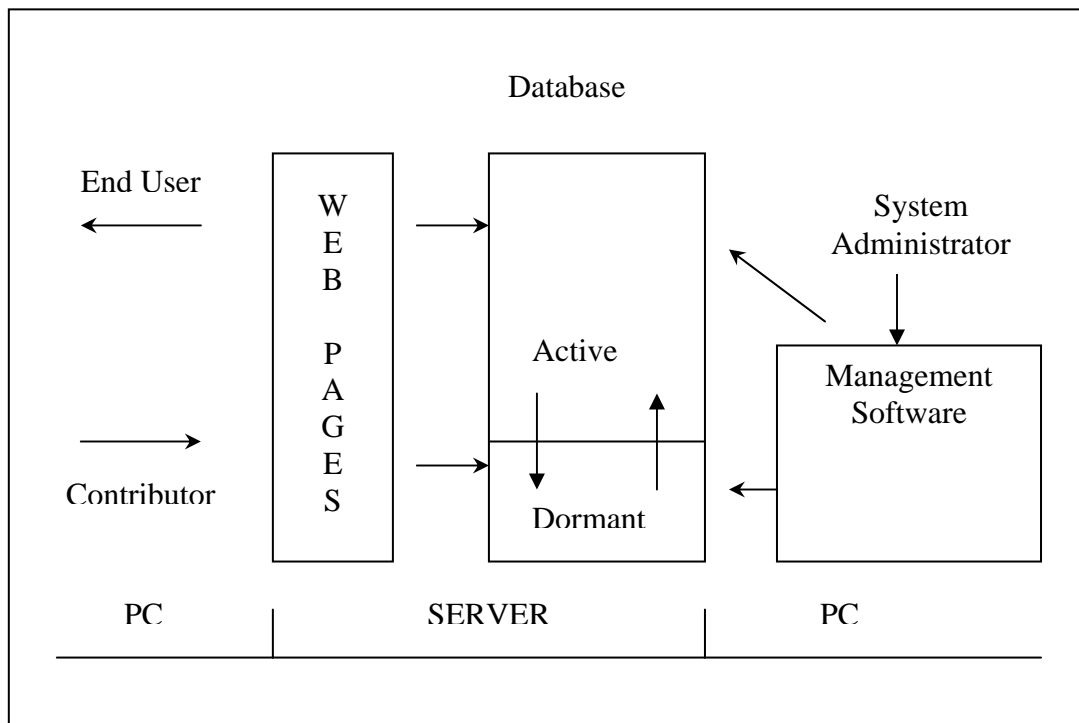 Database
End User
W
E
B
P
A
G
E
S
System
Administrator
Active
Management
Software
Contributor
Dormant
PC
SERVER
PC